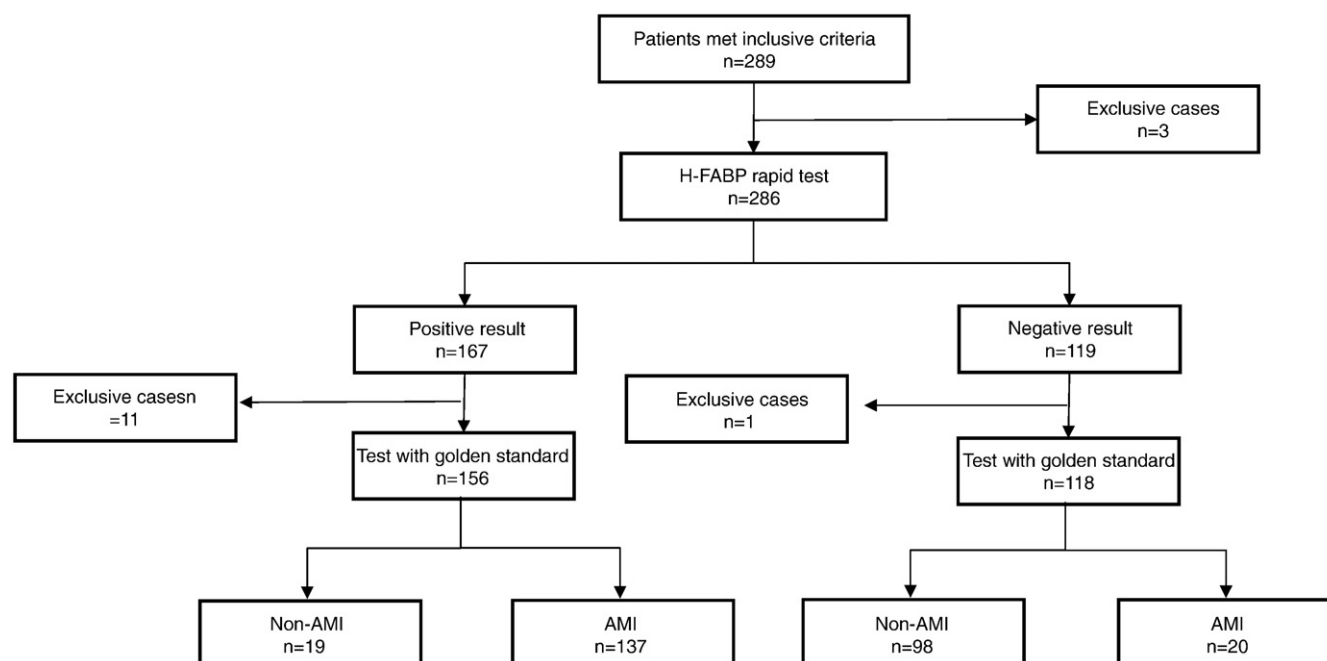 Patients met inclusive criteria
n=289
Exclusive cases
n=3
H-FABP rapid test
n=286
Positive result
n=167
Negative result
n=119
Exclusive casesn
=11
Exclusive cases
n=1
Test with golden standard
n=156
Test with golden standard
n=118
Non-AMI
n=19
AMI
n=137
Non-AMI
n=98
AMI
n=20